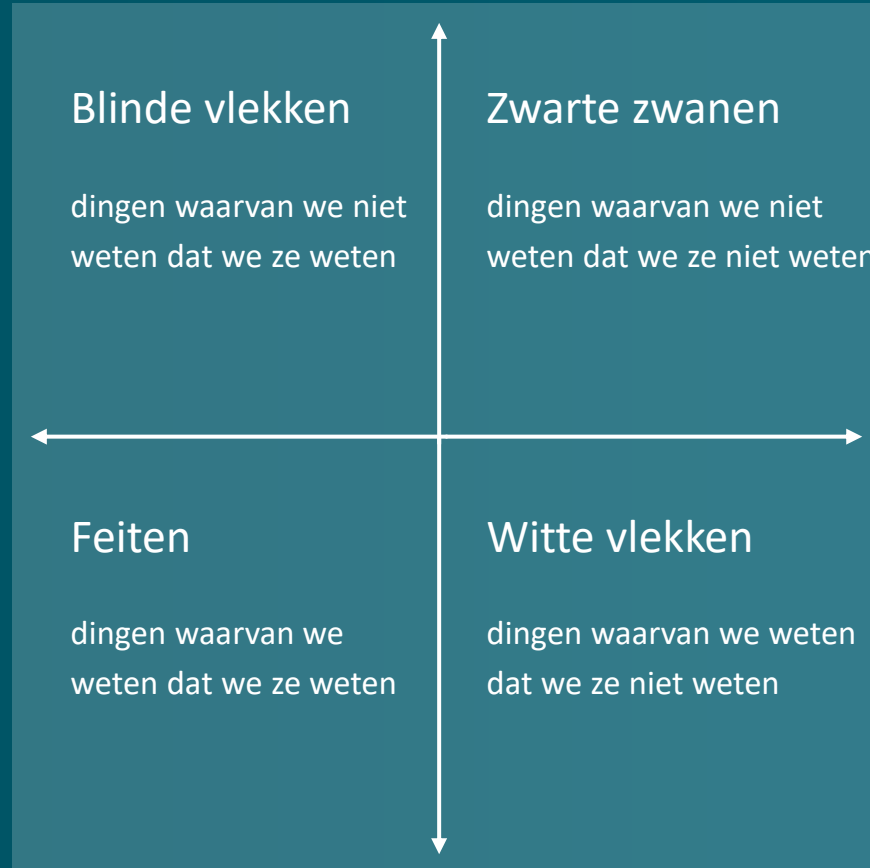 Blinde vlekken
dingen waarvan we niet
weten dat we ze weten
Zwarte zwanen
dingen waarvan we niet
weten dat we ze niet weten
Feiten
dingen waarvan we
weten dat we ze weten
Witte vlekken
dingen waarvan we weten
dat we ze niet weten